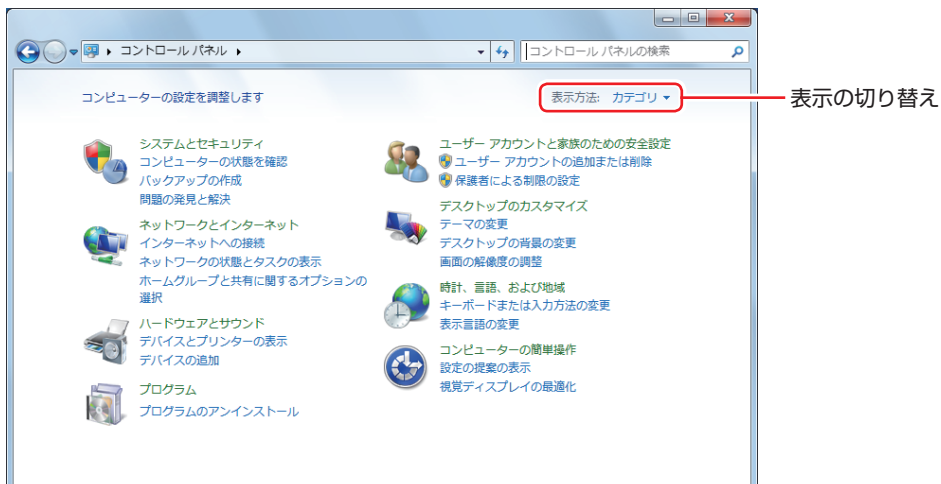 コントロール パネル
コントロール パネルの検索
コンピューターの設定を調整します
表示方法: カテゴリ
表示の切り替え
システムとセキュリティ
コンピューターの状態を確認
バックアップの作成
問題の発見と解決
ネットワークとインターネット
インターネットへの接続
ネットワークの状態とタスクの表示
ホームグループと共有に関するオプションの
選択
ハードウェアとサウンド
デバイスとプリンターの表示
デバイスの追加
プログラム
プログラムのアンインストール
ユーザー アカウントと家族のための安全設定
ユーザー アカウントの追加または削除
保護者による制限の設定
デスクトップのカスタマイズ
テーマの変更
デスクトップの背景の変更
画面の解像度の調整
時計、言語、および地域
キーボードまたは入力方法の変更
表示言語の変更
コンピューターの簡単操作
設定の提案の表示
視覚ディスプレイの最適化